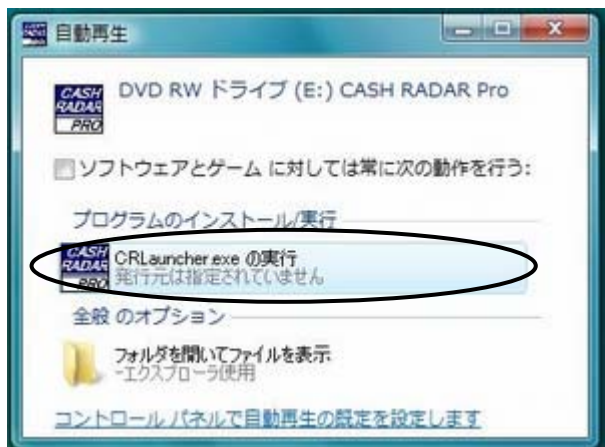 自動再生
CASH RADAR PRO
DVD RW ドライブ (E:) CASH RADAR Pro
ソフトウェアとゲーム に対しては常に次の動作を行う:
プログラムのインストール/実行
CASH RADAR PRO
CRLauncher.exe の実行
発行元は指定されていません
全般 のオプション
フォルダを開いてファイルを表示
-エクスプローラ使用
コントロール パネルで自動再生の既定を設定します